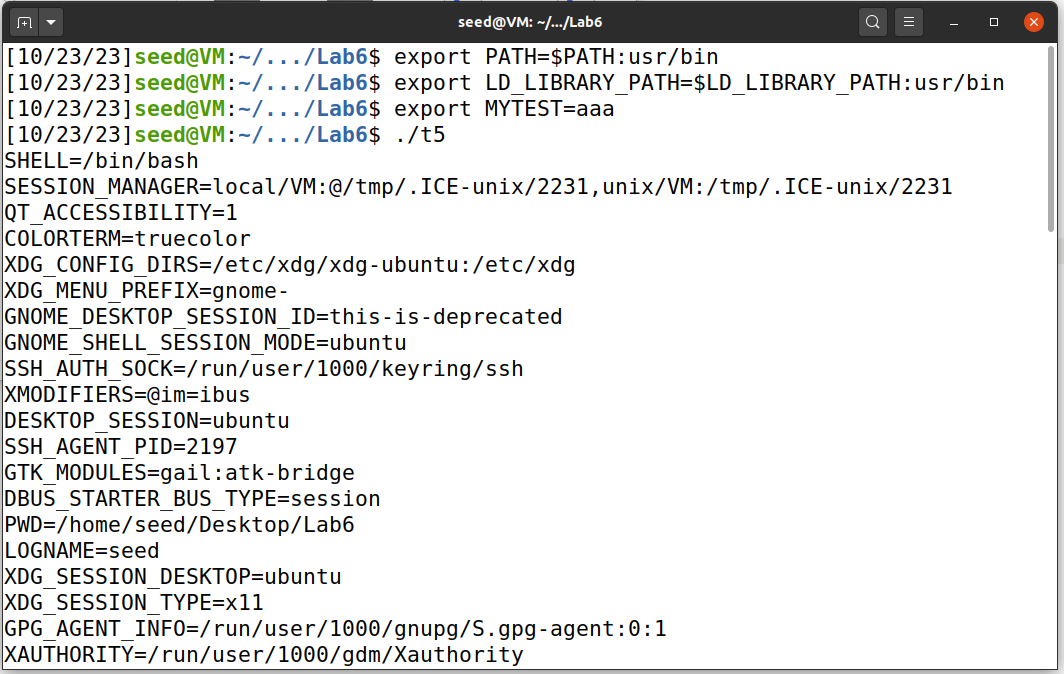 seed@VM: ~/.../Lab6
[10/23/23]seed@VM:~/.../Lab6$ export PATH=$PATH:usr/bin
[10/23/23]seed@VM:~/.../Lab6$ export LD_LIBRARY_PATH=$LD_LIBRARY_PATH:usr/bin
[10/23/23]seed@VM:~/.../Lab6$ export MYTEST=aaa
[10/23/23]seed@VM:~/.../Lab6$ ./t5
SHELL=/bin/bash
SESSION_MANAGER=local/VM:@/tmp/.ICE-unix/2231,unix/VM:/tmp/.ICE-unix/2231
QT_ACCESSIBILITY=1
COLORTERM=truecolor
XDG_CONFIG_DIRS=/etc/xdg/xdg-ubuntu:/etc/xdg
XDG_MENU_PREFIX=gnome-
GNOME_DESKTOP_SESSION_ID=this-is-deprecated
GNOME_SHELL_SESSION_MODE=ubuntu
SSH_AUTH_SOCK=/run/user/1000/keyring/ssh
XMODIFIERS=@im=ibus
DESKTOP_SESSION=ubuntu
SSH_AGENT_PID=2197
GTK_MODULES=gail:atk-bridge
DBUS_STARTER_BUS_TYPE=session
PWD=/home/seed/Desktop/Lab6
LOGNAME=seed
XDG_SESSION_DESKTOP=ubuntu
XDG_SESSION_TYPE=x11
GPG_AGENT_INFO=/run/user/1000/gnupg/S.gpg-agent:0:1
XAUTHORITY=/run/user/1000/gdm/Xauthority